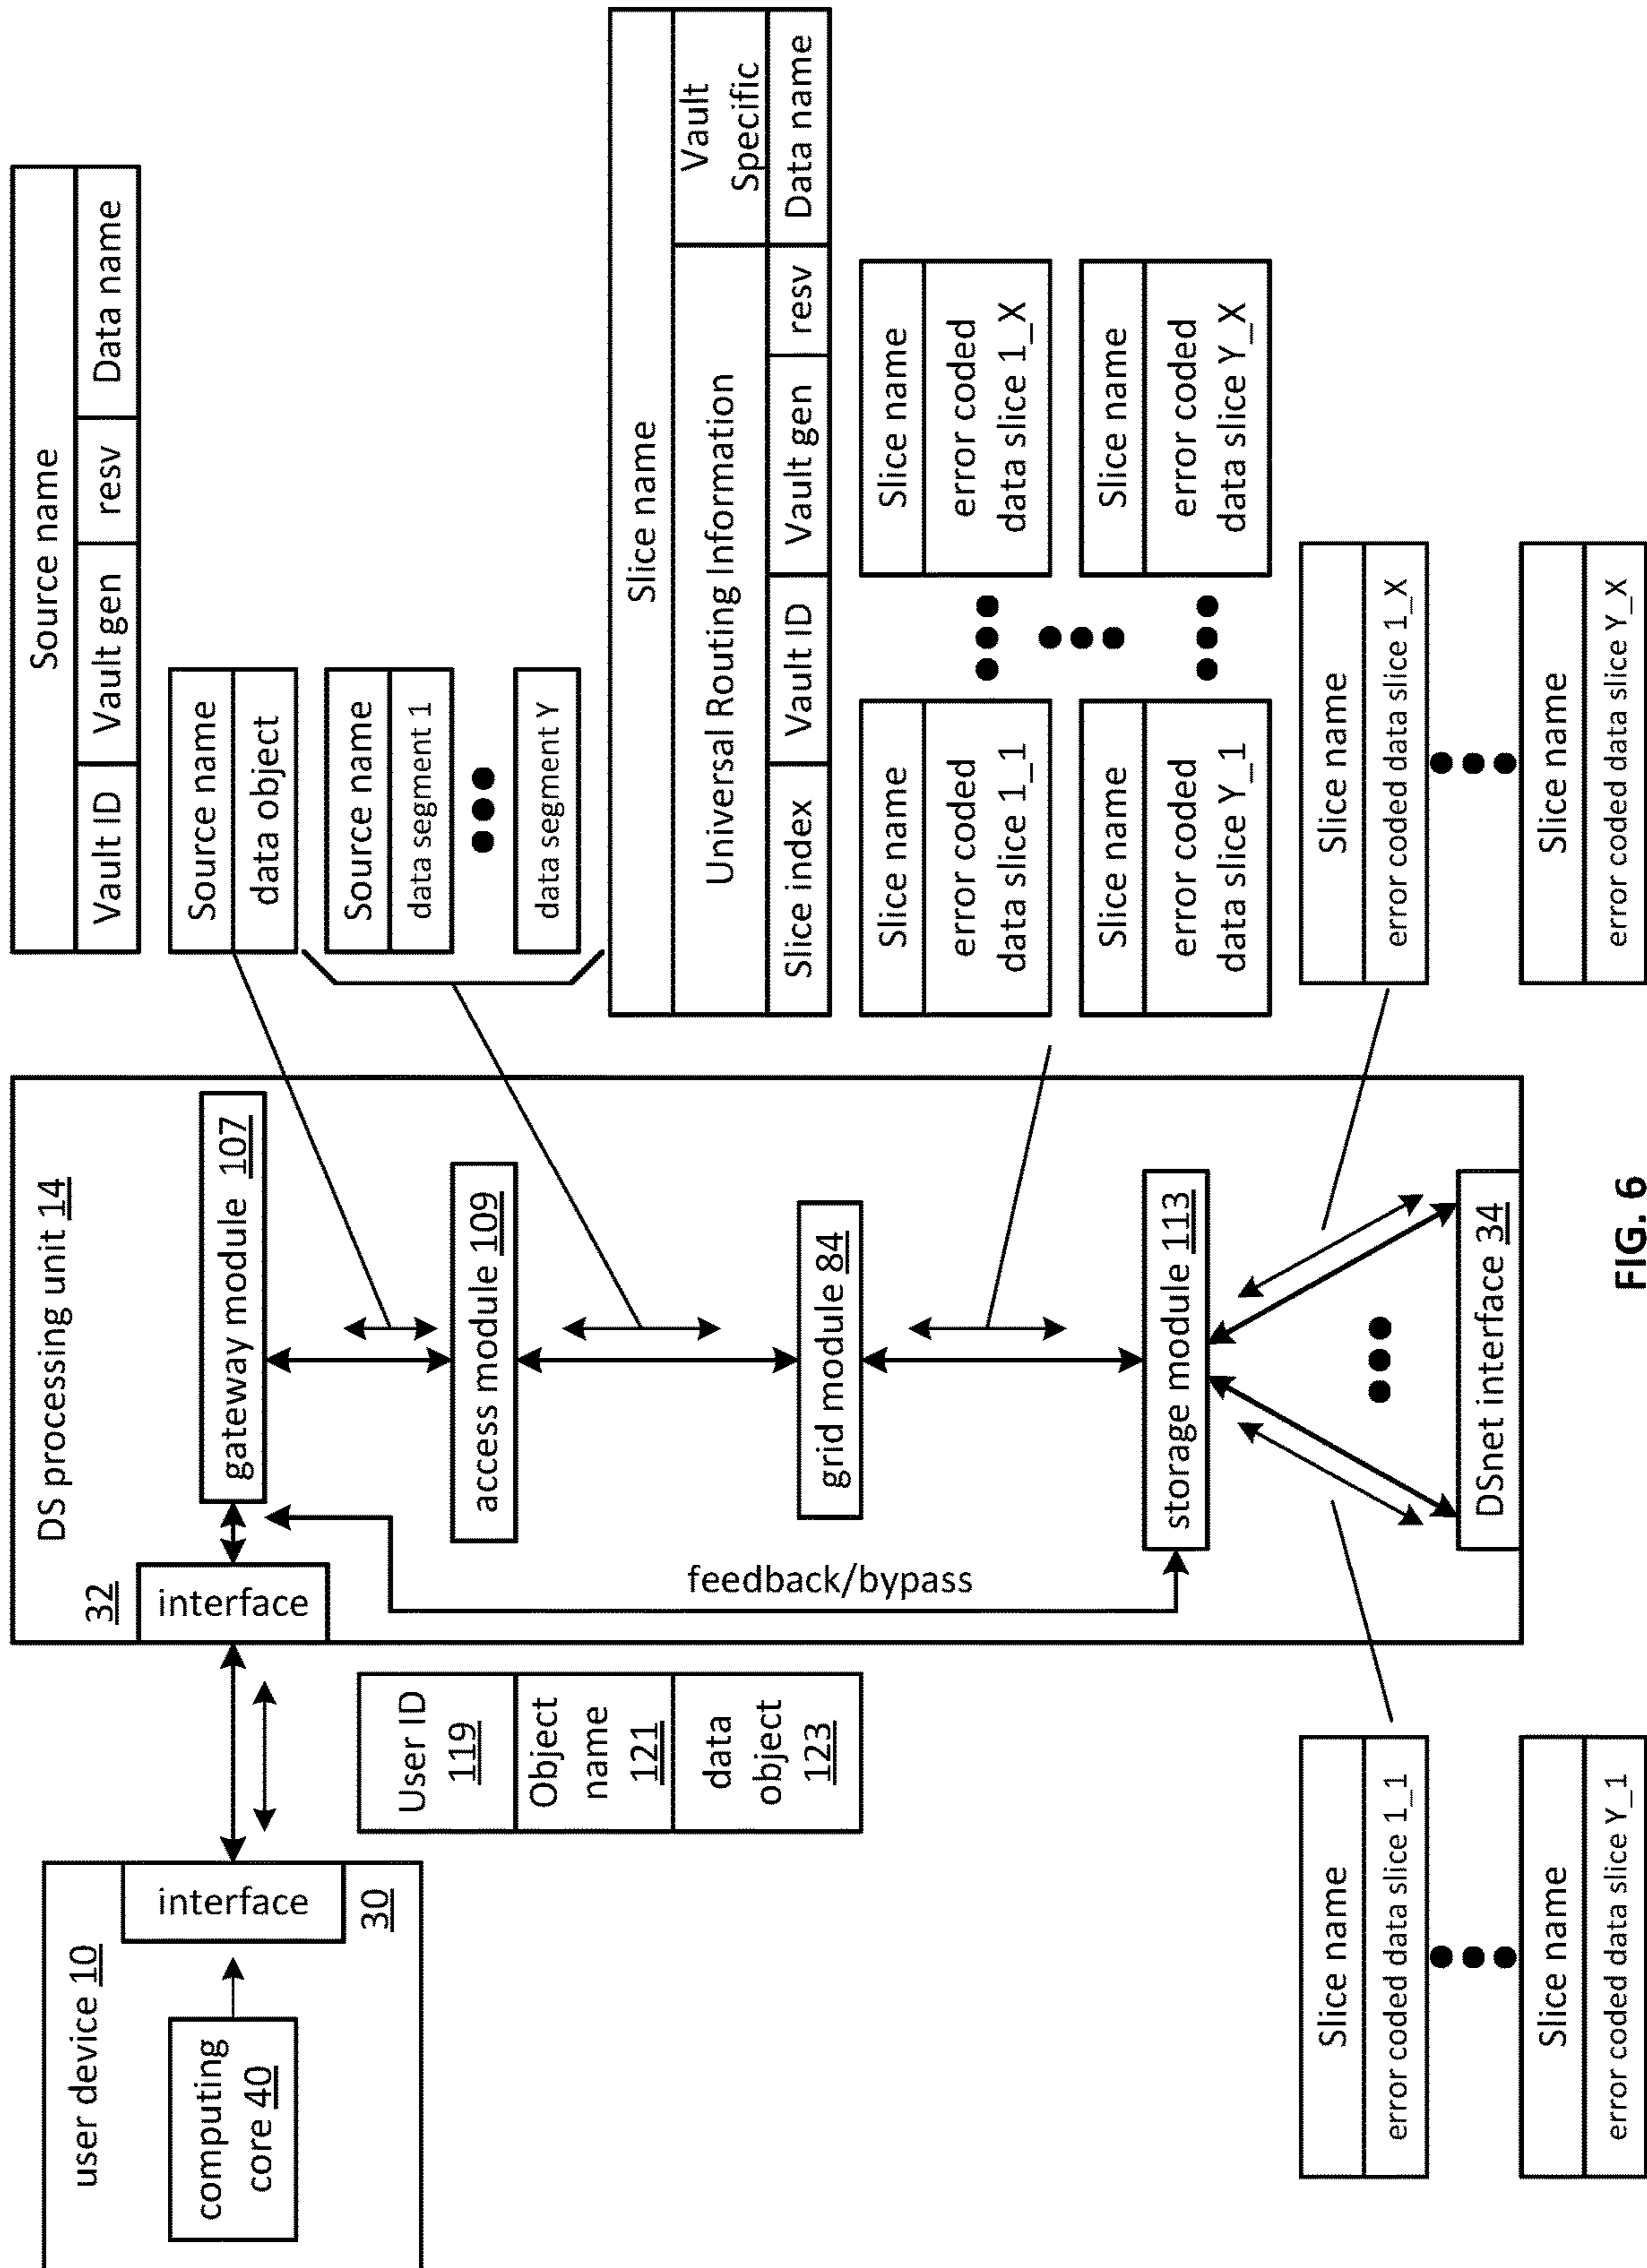 user device 10
computing
core 40
interface
30
User ID
119
Object
name
121
data
object
123
DS processing unit 14
32
interface
gateway module 107
access module 109
grid module 84
storage module 113
DSnet interface 34
feedback/bypass
Source name
Vault ID Vault gen resv Data name
Source name
data object
Source name
data segment 1
data segment Y
Slice name
Universal Routing Information
Vault
Specific
Slice index Vault ID Vault gen resv Data name
Slice name
error coded
data slice 1_1
Slice name
error coded
data slice 1_X
Slice name
error coded
data slice Y_1
Slice name
error coded
data slice Y_X
Slice name
error coded data slice 1_1
Slice name
error coded data slice Y_1
Slice name
error coded data slice 1_X
Slice name
error coded data slice Y_X
FIG. 6